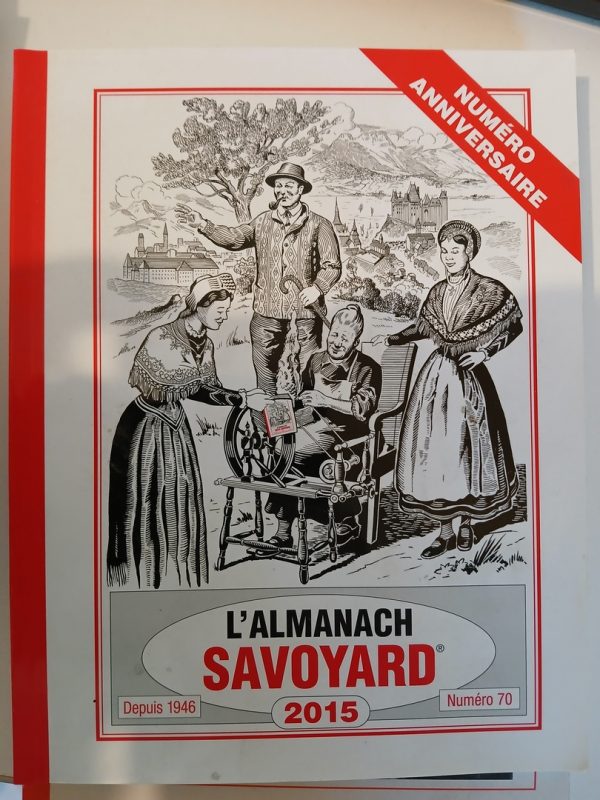 NUMÉRO
ANNIVERSAIRE
L'ALMANACH
SAVOYARD®
Depuis 1946
2015
Numéro 70